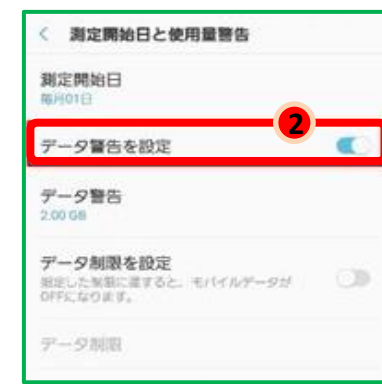 < 測定開始日と使用量警告
測定開始日
毎月01日
2
データ警告を設定
データ警告
2.00 GB
データ制限を設定
指定した制限に達すると、モバイルデータが
OFFになります。
データ制限